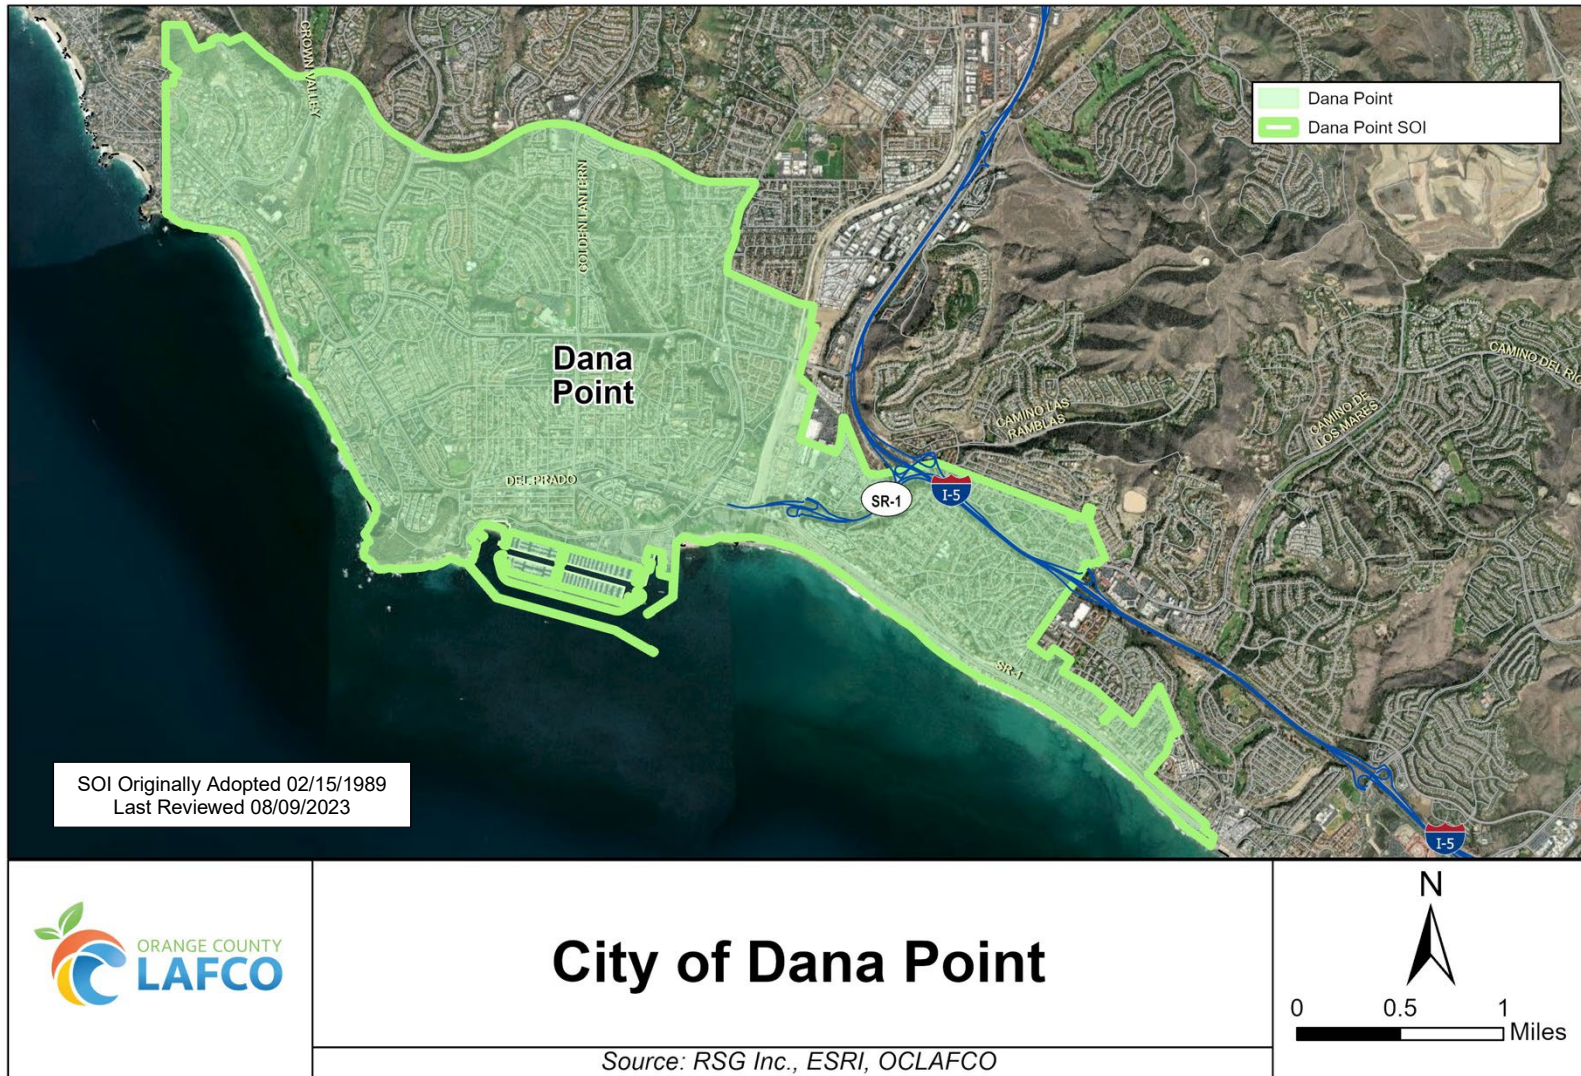 CROWN VALLEY
GOLDEN LANTERN
Dana Point
Dana Point SOI
Dana
Point
DEL PRADO
SR-1
I-5
CAMINO LAS
RAMBLAS
CAMINO DE
LOS MARES
CAMINO DEL RIO
SR-1
I-5
SOI Originally Adopted 02/15/1989
Last Reviewed 08/09/2023
ORANGE COUNTY
LAFCO
City of Dana Point
Source: RSG Inc., ESRI, OCLAFCO
N
0 0.5 1
Miles